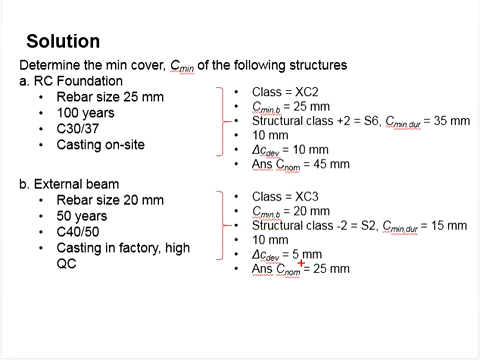 Solution
Determine the min cover, Cmin of the following structures
a. RC Foundation
• Rebar size 25 mm
• 100 years
• C30/37
• Casting on-site
• Class = XC2
• Cmin,b = 25 mm
• Structural class +2 = S6, Cmin,dur = 35 mm
• 10 mm
• Δcdev = 10 mm
• Ans Cnom = 45 mm
b. External beam
• Rebar size 20 mm
• 50 years
• C40/50
• Casting in factory, high
QC
• Class = XC3
• Cmin,b = 20 mm
• Structural class -2 = S2, Cmin,dur = 15 mm
• 10 mm
• Δcdev = 5 mm
• Ans Cnom = 25 mm